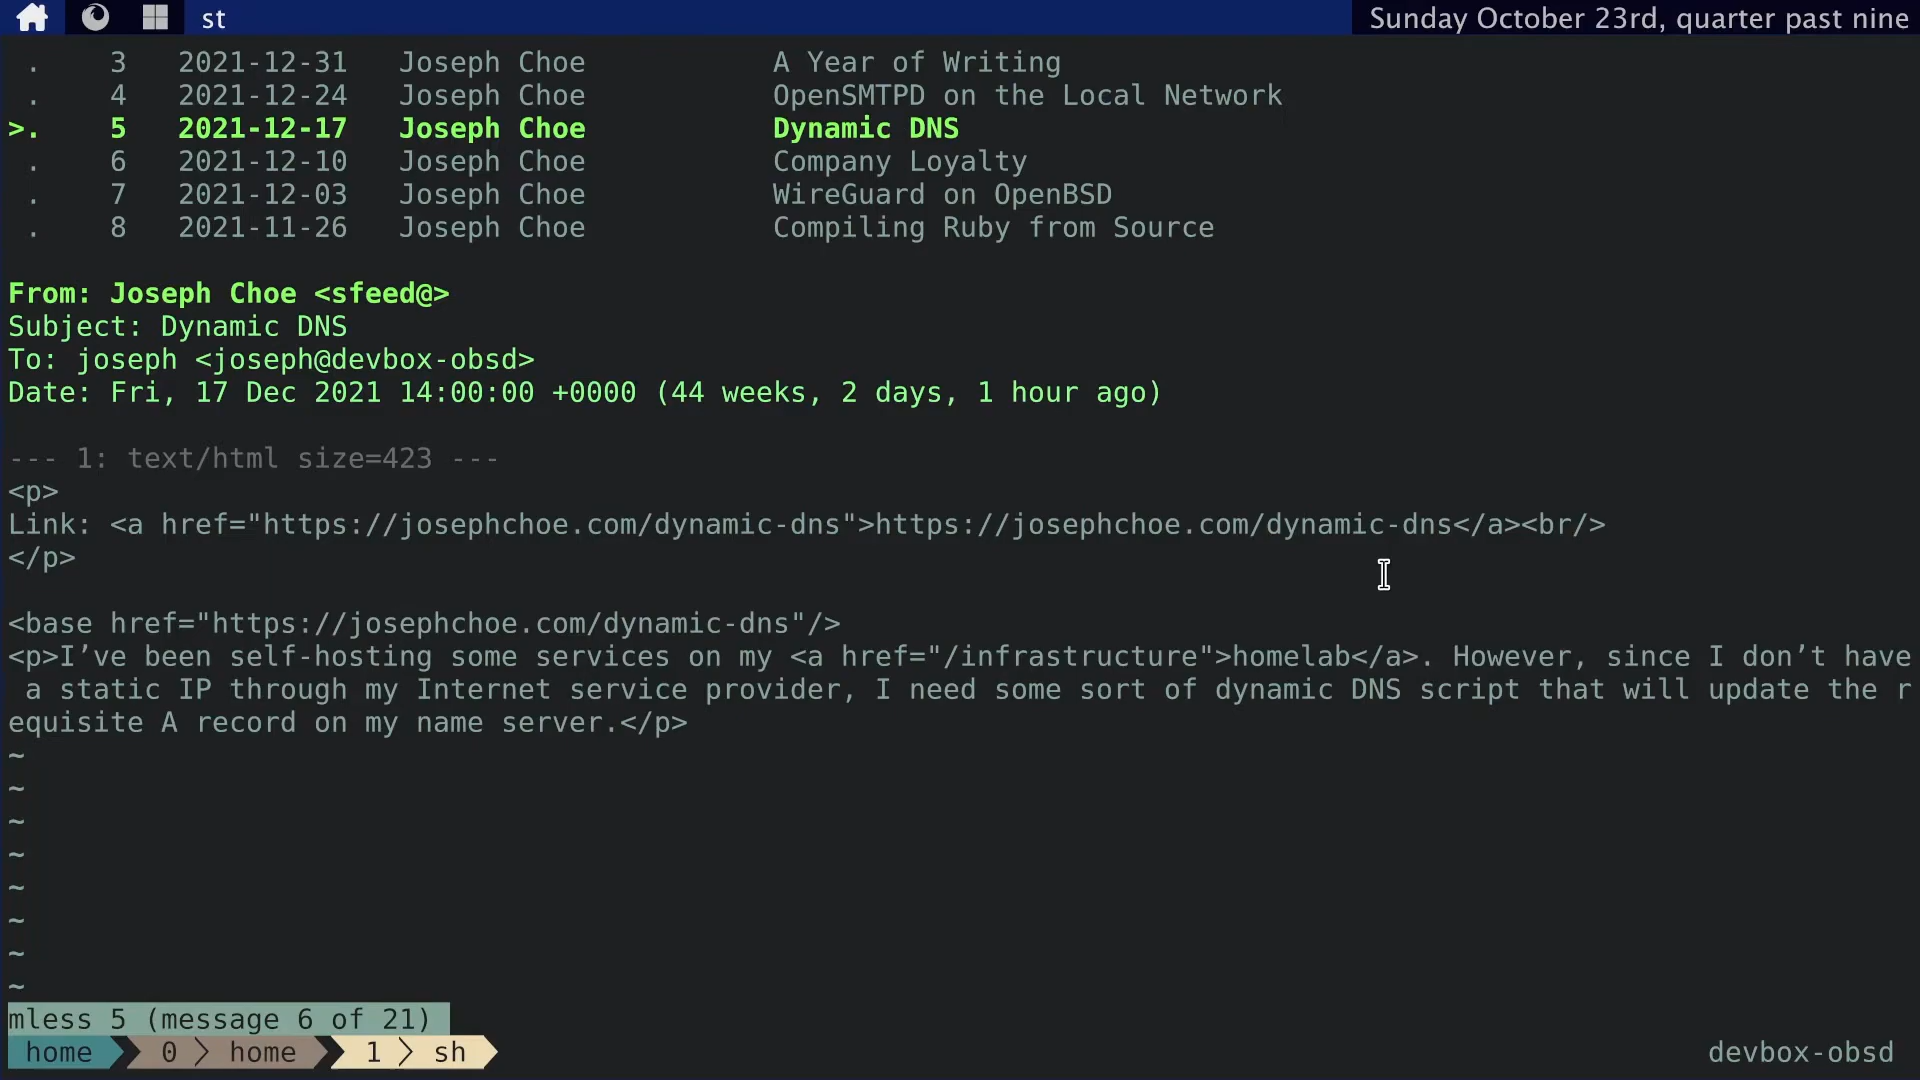 st
Sunday October 23rd, quarter past nine
. 3 2021-12-31 Joseph Choe A Year of Writing
. 4 2021-12-24 Joseph Choe OpenSMTPD on the Local Network
>. 5 2021-12-17 Joseph Choe Dynamic DNS
. 6 2021-12-10 Joseph Choe Company Loyalty
. 7 2021-12-03 Joseph Choe WireGuard on OpenBSD
. 8 2021-11-26 Joseph Choe Compiling Ruby from Source
From: Joseph Choe <sfeed@>
Subject: Dynamic DNS
To: joseph <joseph@devbox-obsd>
Date: Fri, 17 Dec 2021 14:00:00 +0000 (44 weeks, 2 days, 1 hour ago)
--- 1: text/html size=423 ---
<p>
Link: <a href="https://josephchoe.com/dynamic-dns">https://josephchoe.com/dynamic-dns</a><br/>
</p>
<base href="https://josephchoe.com/dynamic-dns"/>
<p>I’ve been self-hosting some services on my <a href="/infrastructure">homelab</a>. However, since I don’t have
a static IP through my Internet service provider, I need some sort of dynamic DNS script that will update the r
equisite A record on my name server.</p>
~
~
~
~
~
~
~
~
mless 5 (message 6 of 21)
home 0 > home 1 > sh devbox-obsd